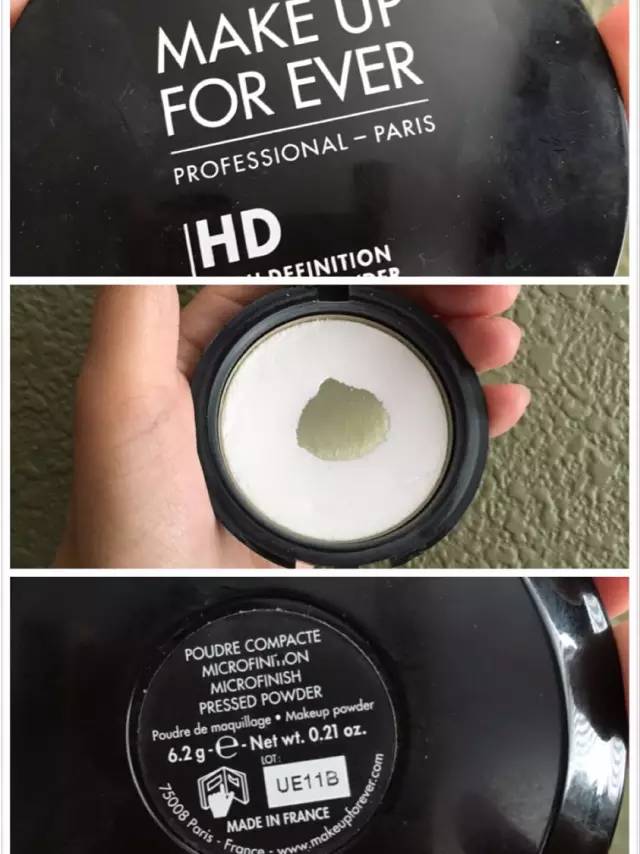 MAKE UP
FOR EVER
PROFESSIONAL – PARIS
HD
DEFINITION
POUDRE COMPACTE
MICROFINISH
PRESSED POWDER
Poudre de maquillage • Makeup powder
6.2 g - e - Net wt. 0.21 oz.
LOT:
UE11B
MADE IN FRANCE
75008 Paris - France - www.makeupforever.com